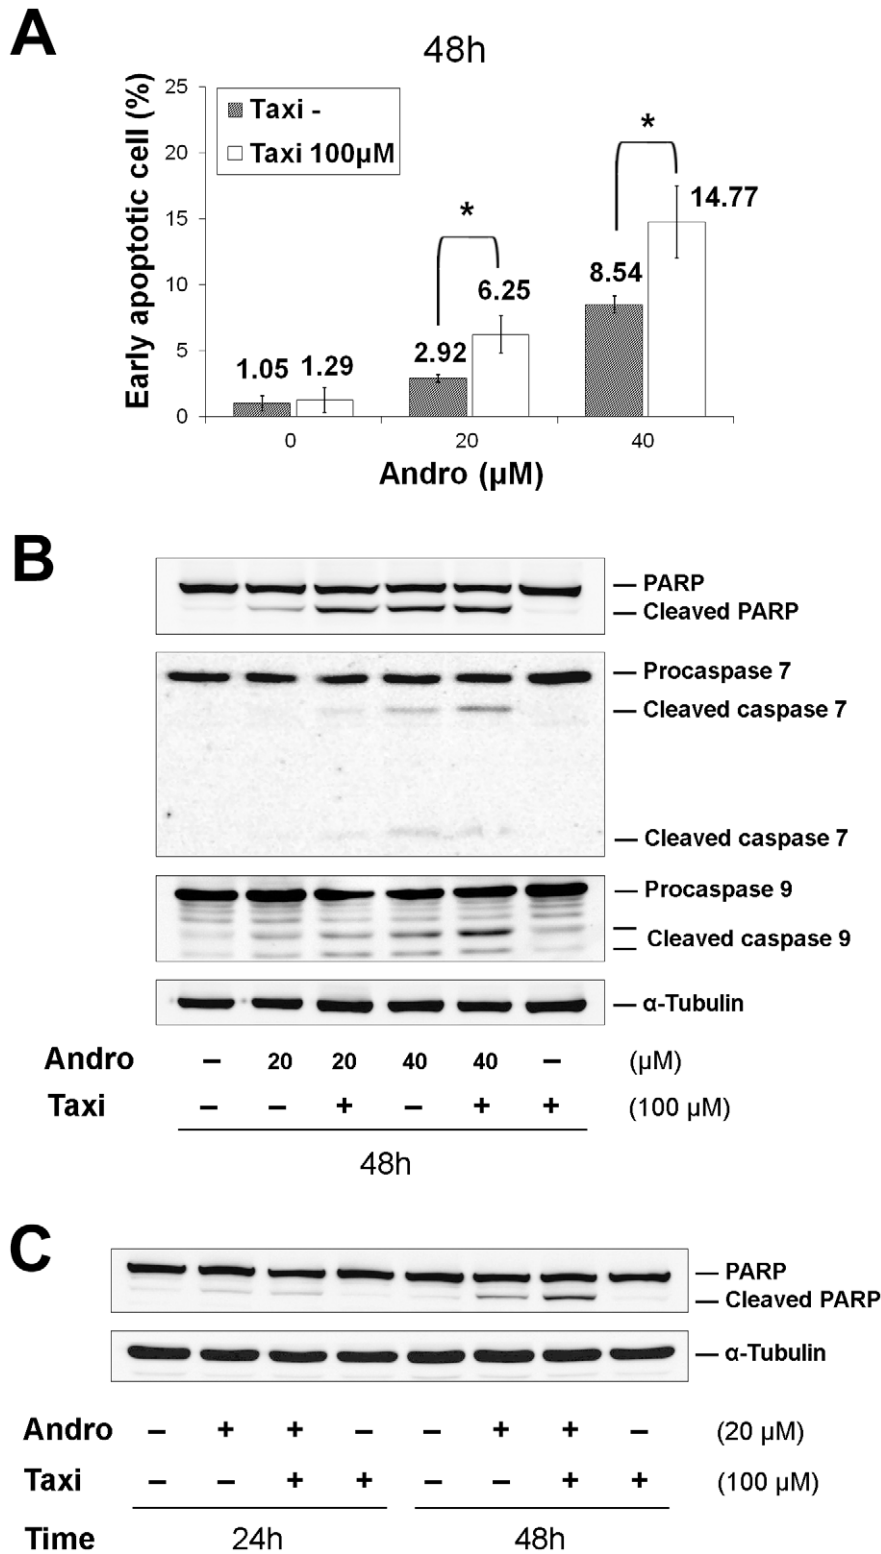 A
48h
Early apoptotic cell (%)
25
20
15
10
5
0
Taxi -
Taxi 100µM
1.05
1.29
2.92
6.25
8.54
14.77
*
*
0
20
40
Andro (µM)
B
PARP
Cleaved PARP
Procaspase 7
Cleaved caspase 7
Cleaved caspase 7
Procaspase 9
Cleaved caspase 9
α-Tubulin
Andro – 20 20 40 40 – (µM)
Taxi – – + – + + (100 µM)
48h
C
PARP
Cleaved PARP
α-Tubulin
Andro – + + – – + + – (20 µM)
Taxi – – + + – – + + (100 µM)
Time 24h 48h